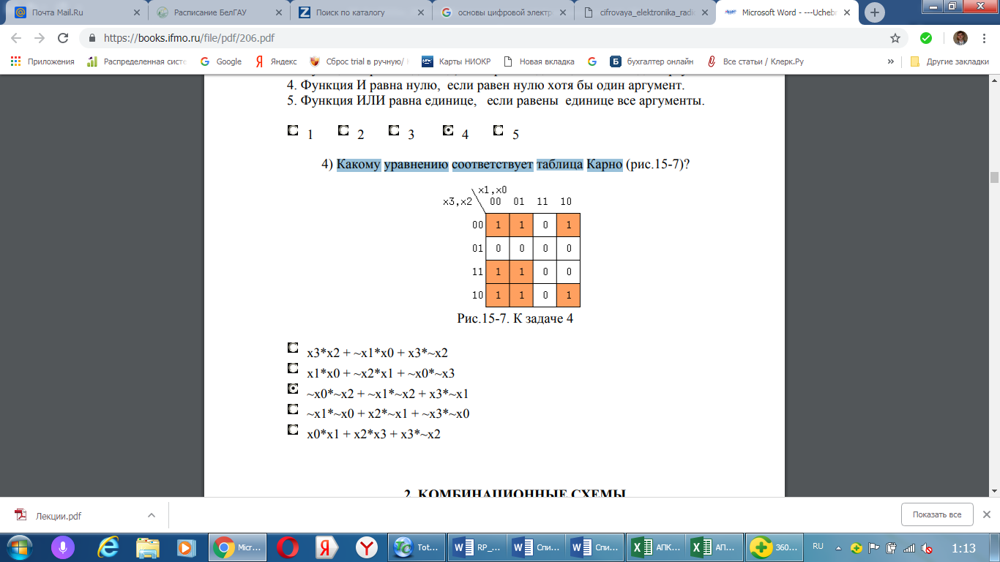 Почта Mail.Ru
Расписание БелГАУ
Поиск по каталогу
основы цифровой электр
cifrovaya_elektronika_radi
Microsoft Word - ---Uchebn
https://books.ifmo.ru/file/pdf/206.pdf
Приложения
Распределенная систе
Google
Яндекс
Сброс trial в ручную/
Карты НИОКР
Новая вкладка
бухгалтер онлайн
Все статьи / Клерк.Ру
»
Другие закладки
4. Функция И равна нулю, если равен нулю хотя бы один аргумент.
5. Функция ИЛИ равна единице, если равены единице все аргументы.
1 2 3 4 5
4) Какому уравнению соответствует таблица Карно (рис.15-7)?
x1,x0
x3,x2 00 01 11 10
00 1 1 0 1
01 0 0 0 0
11 1 1 0 0
10 1 1 0 1
Рис.15-7. К задаче 4
x3*x2 + ~x1*x0 + x3*~x2
x1*x0 + ~x2*x1 + ~x0*~x3
~x0*~x2 + ~x1*~x2 + x3*~x1
~x1*~x0 + x2*~x1 + ~x3*~x0
x0*x1 + x2*x3 + x3*~x2
2. КОМБИНАЦИОННЫЕ СХЕМЫ
Лекции.pdf
Показать все
Micr...
Tot...
RP_...
Спи...
Спи...
АПК...
АП...
360...
RU
1:13